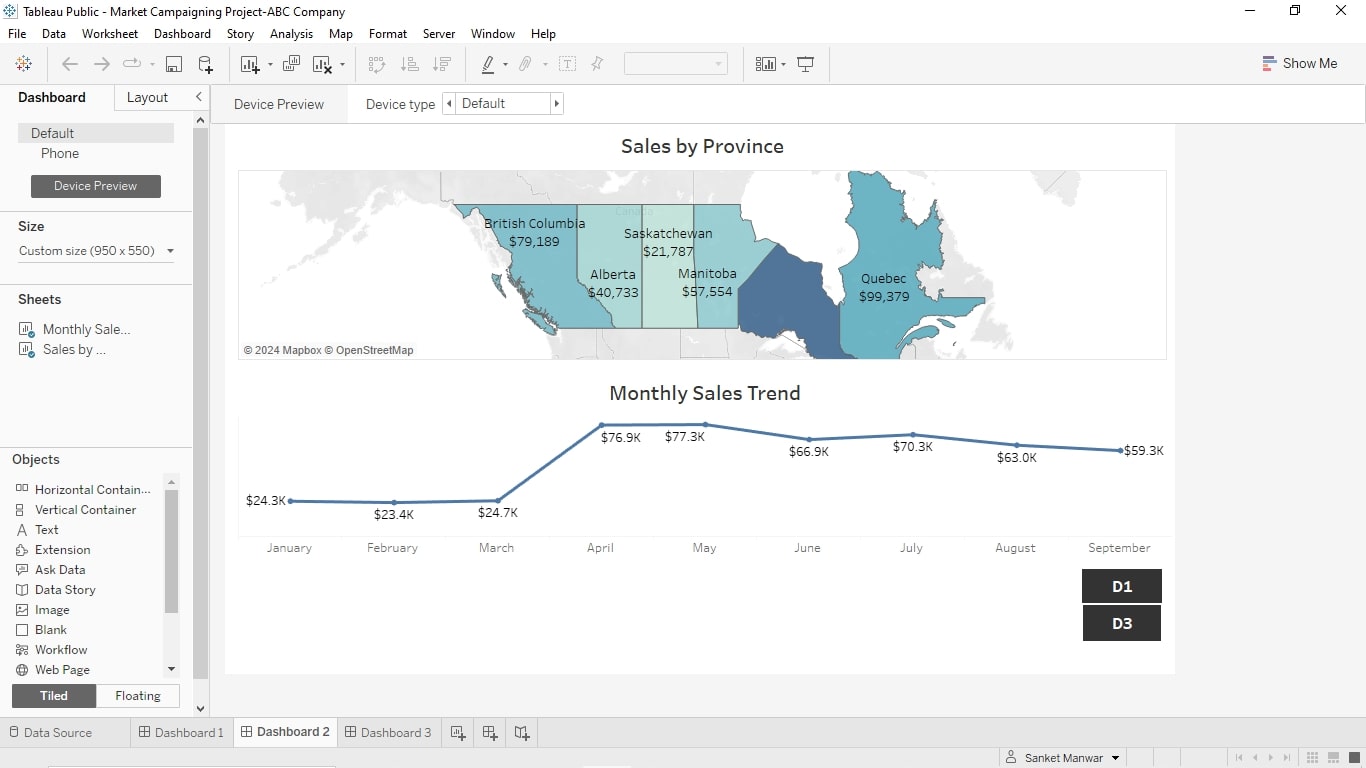 Tableau Public - Market Campaigning Project-ABC Company
File Data Worksheet Dashboard Story Analysis Map Format Server Window Help
Show Me
Dashboard Layout
Device Preview Device type Default
Default
Phone
Device Preview
Size
Custom size (950 x 550)
Sheets
Monthly Sale...
Sales by ...
Objects
Horizontal Contain...
Vertical Container
Text
Extension
Ask Data
Data Story
Image
Blank
Workflow
Web Page
Tiled Floating
Sales by Province
Canada
British Columbia
$79,189
Saskatchewan
$21,787
Alberta
$40,733
Manitoba
$57,554
Quebec
$99,379
© 2024 Mapbox © OpenStreetMap
Monthly Sales Trend
$76.9K $77.3K
$66.9K $70.3K
$63.0K $59.3K
$24.3K $23.4K $24.7K
January February March April May June July August September
D1
D3
Data Source Dashboard 1 Dashboard 2 Dashboard 3
Sanket Manwar